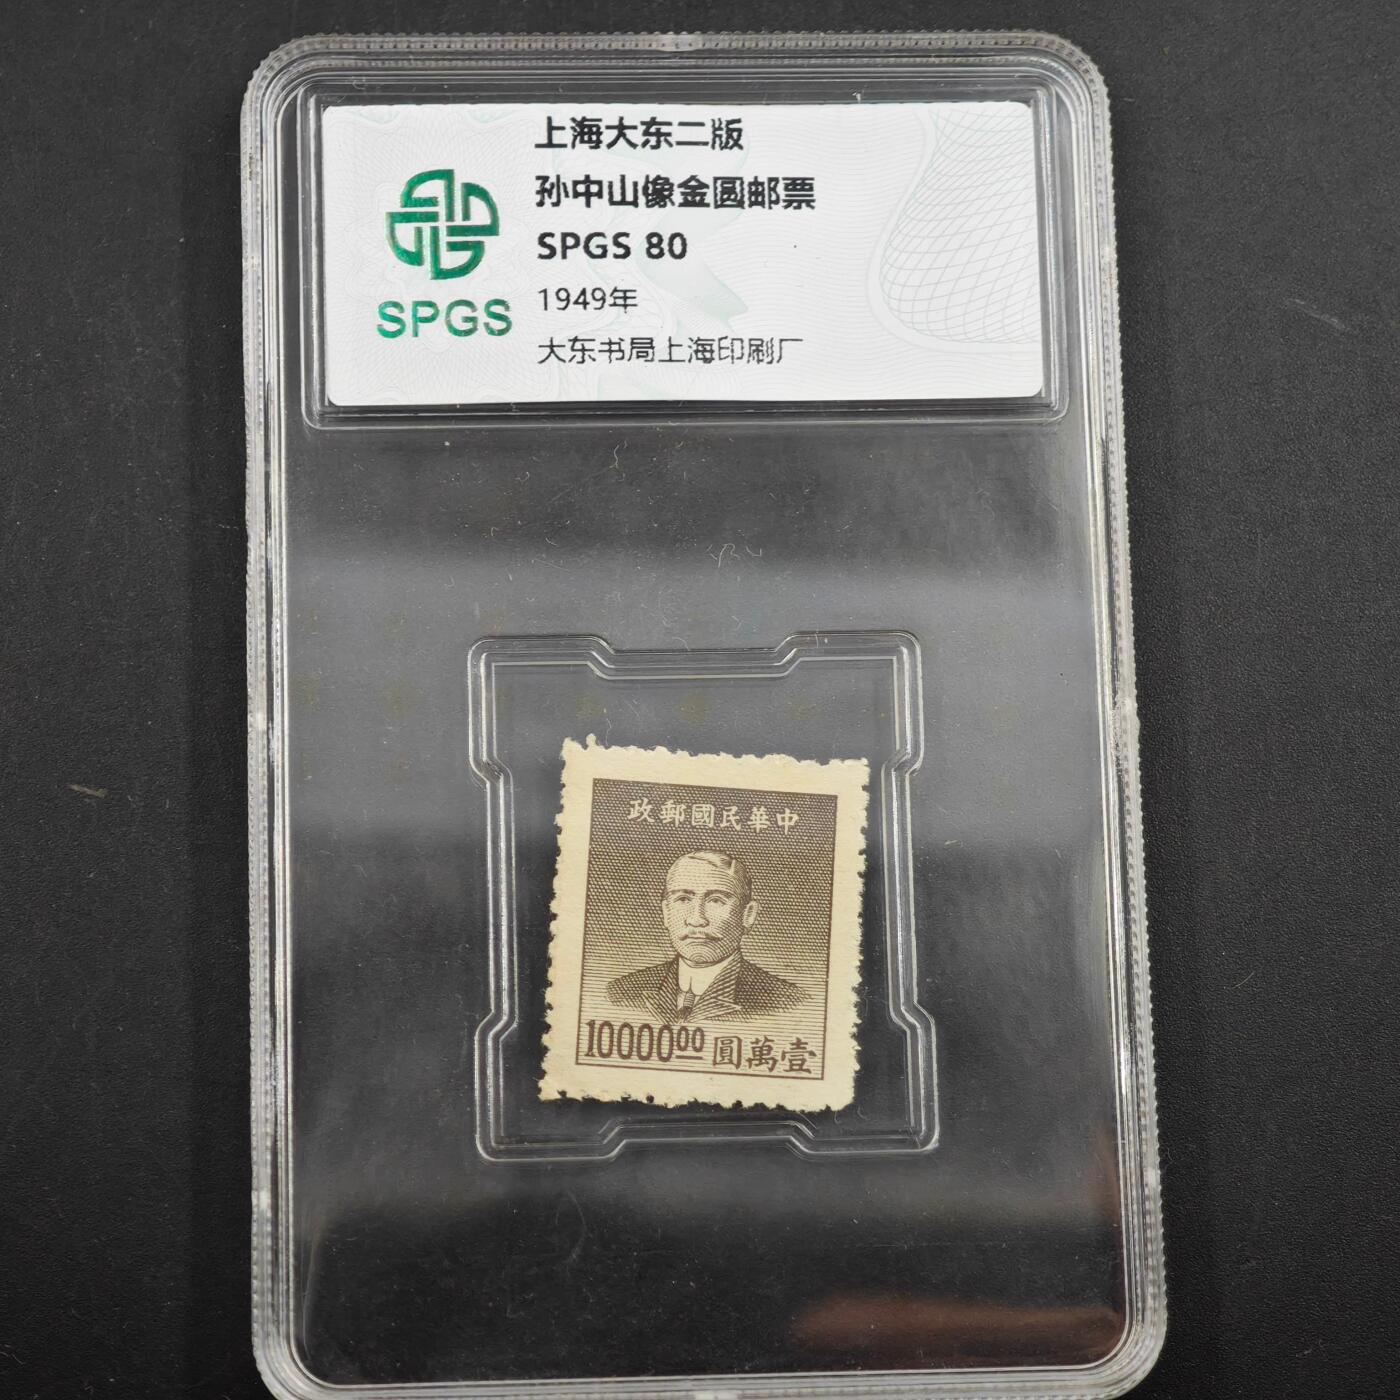 上海大东二版
孙中山像金圆邮票
SPGS 80
1949年
大东书局上海印刷厂
SPGS
政郵國民華中
1000000 圓萬壹